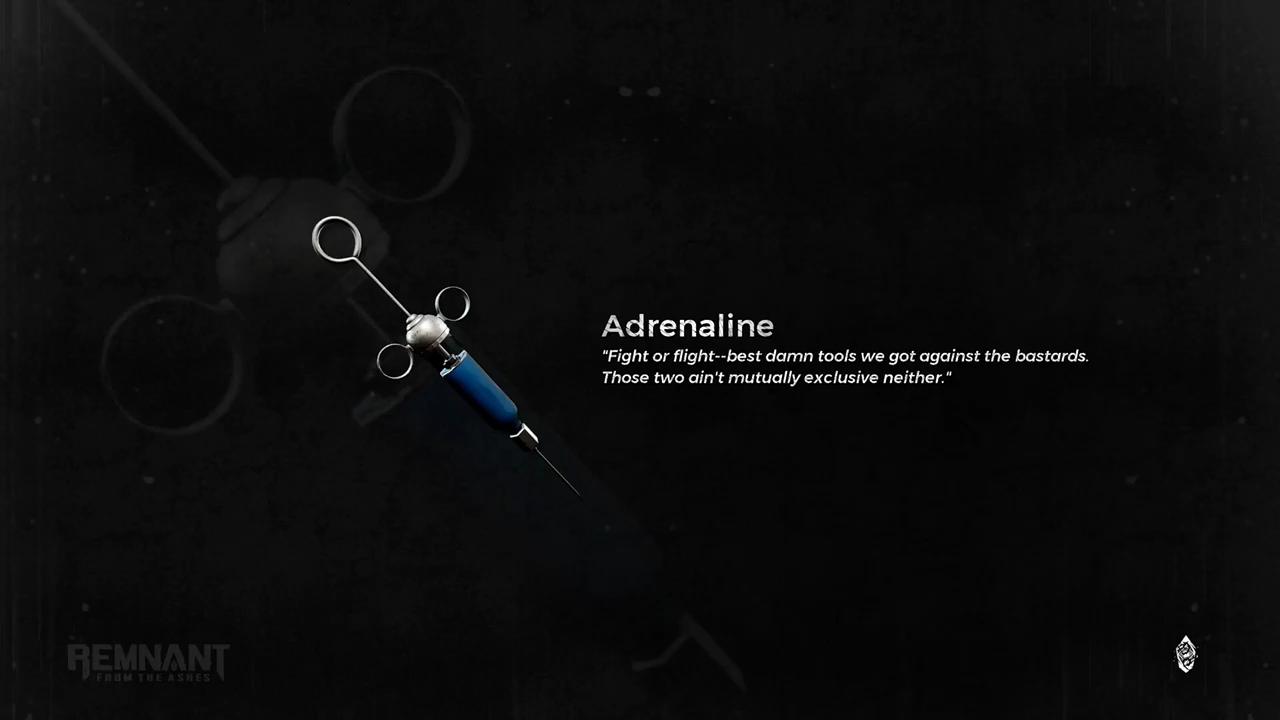 Adrenaline
"Fight or flight--best damn tools we got against the bastards.
Those two ain't mutually exclusive neither."
REMNANT
FROM THE ASHES